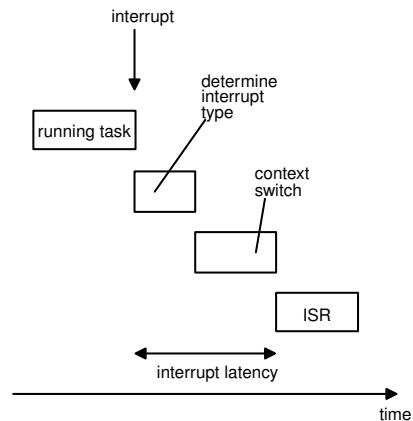 interrupt
determine
interrupt
type
running task
context
switch
ISR
interrupt latency
time